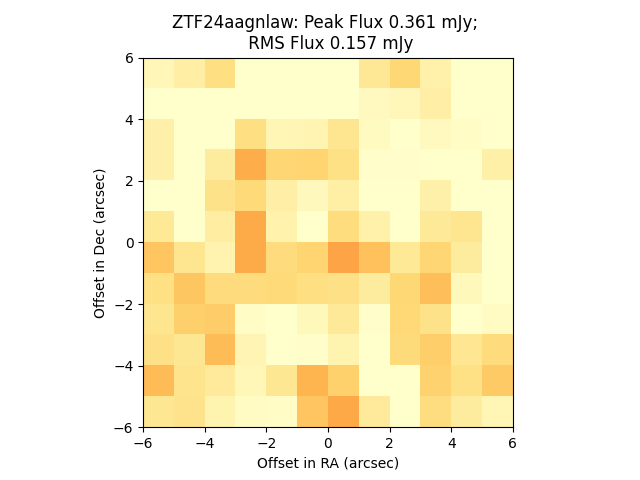 ZTF24aagnlaw: Peak Flux 0.361 mJy;
RMS Flux 0.157 mJy
6
4
2
0
−2
−4
−6
Offset in Dec (arcsec)
−6 −4 −2 0 2 4 6
Offset in RA (arcsec)